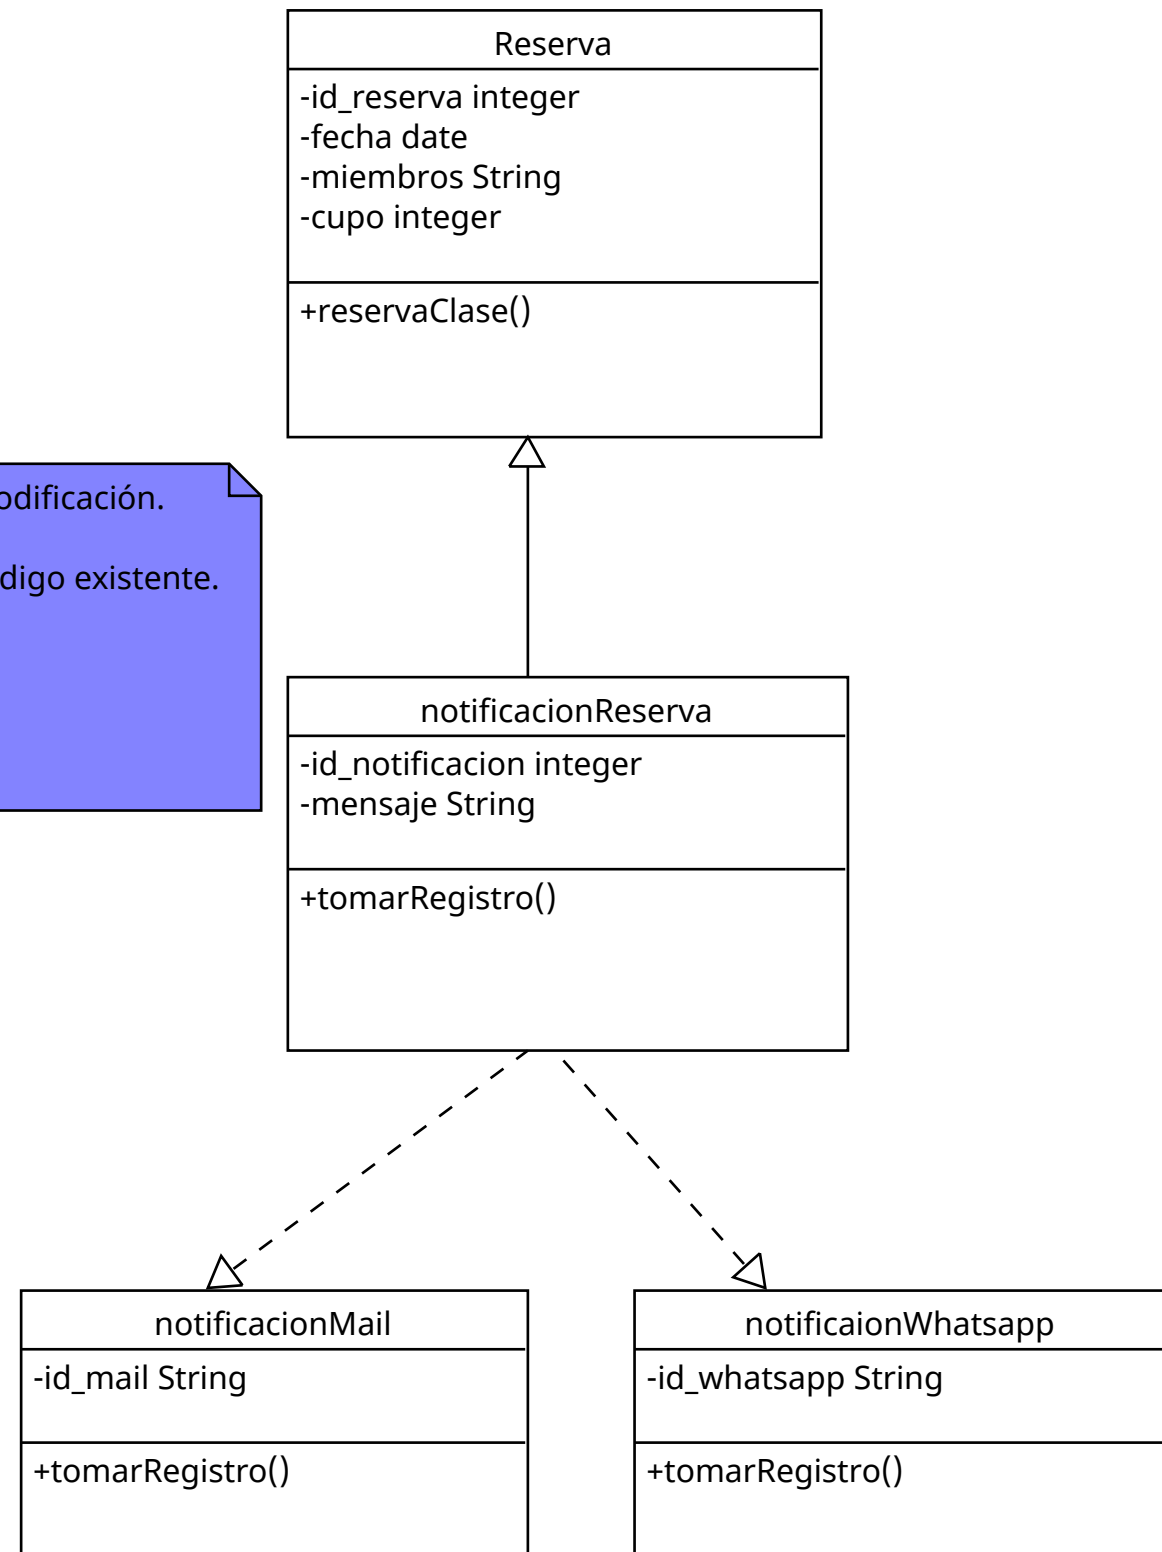 Reserva
-id_reserva integer
-fecha date
-miembros String
-cupo integer
+reservaClase()
odificación.
digo existente.
notificacionReserva
-id_notificacion integer
-mensaje String
+tomarRegistro()
notificacionMail
-id_mail String
+tomarRegistro()
notificaionWhatsapp
-id_whatsapp String
+tomarRegistro()